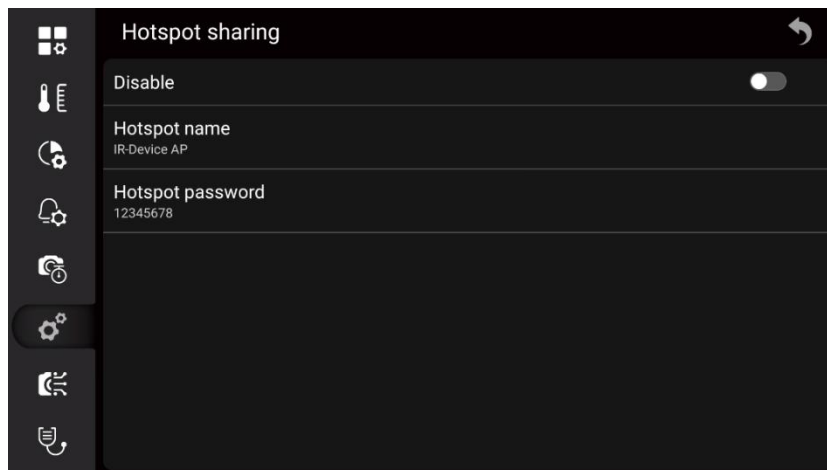 Hotspot sharing
Disable
Hotspot name
IR-Device AP
Hotspot password
12345678